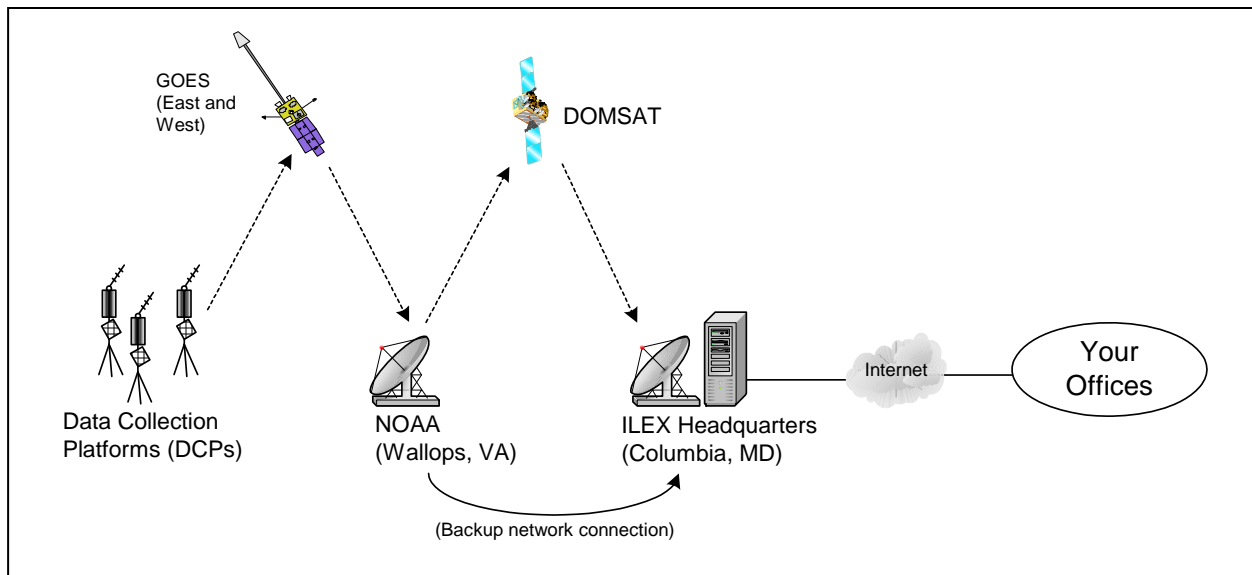 GOES
(East and
West)
DOMSAT
Data Collection
Platforms (DCPs)
NOAA
(Wallops, VA)
ILEX Headquarters
(Columbia, MD)
Internet
Your
Offices
(Backup network connection)